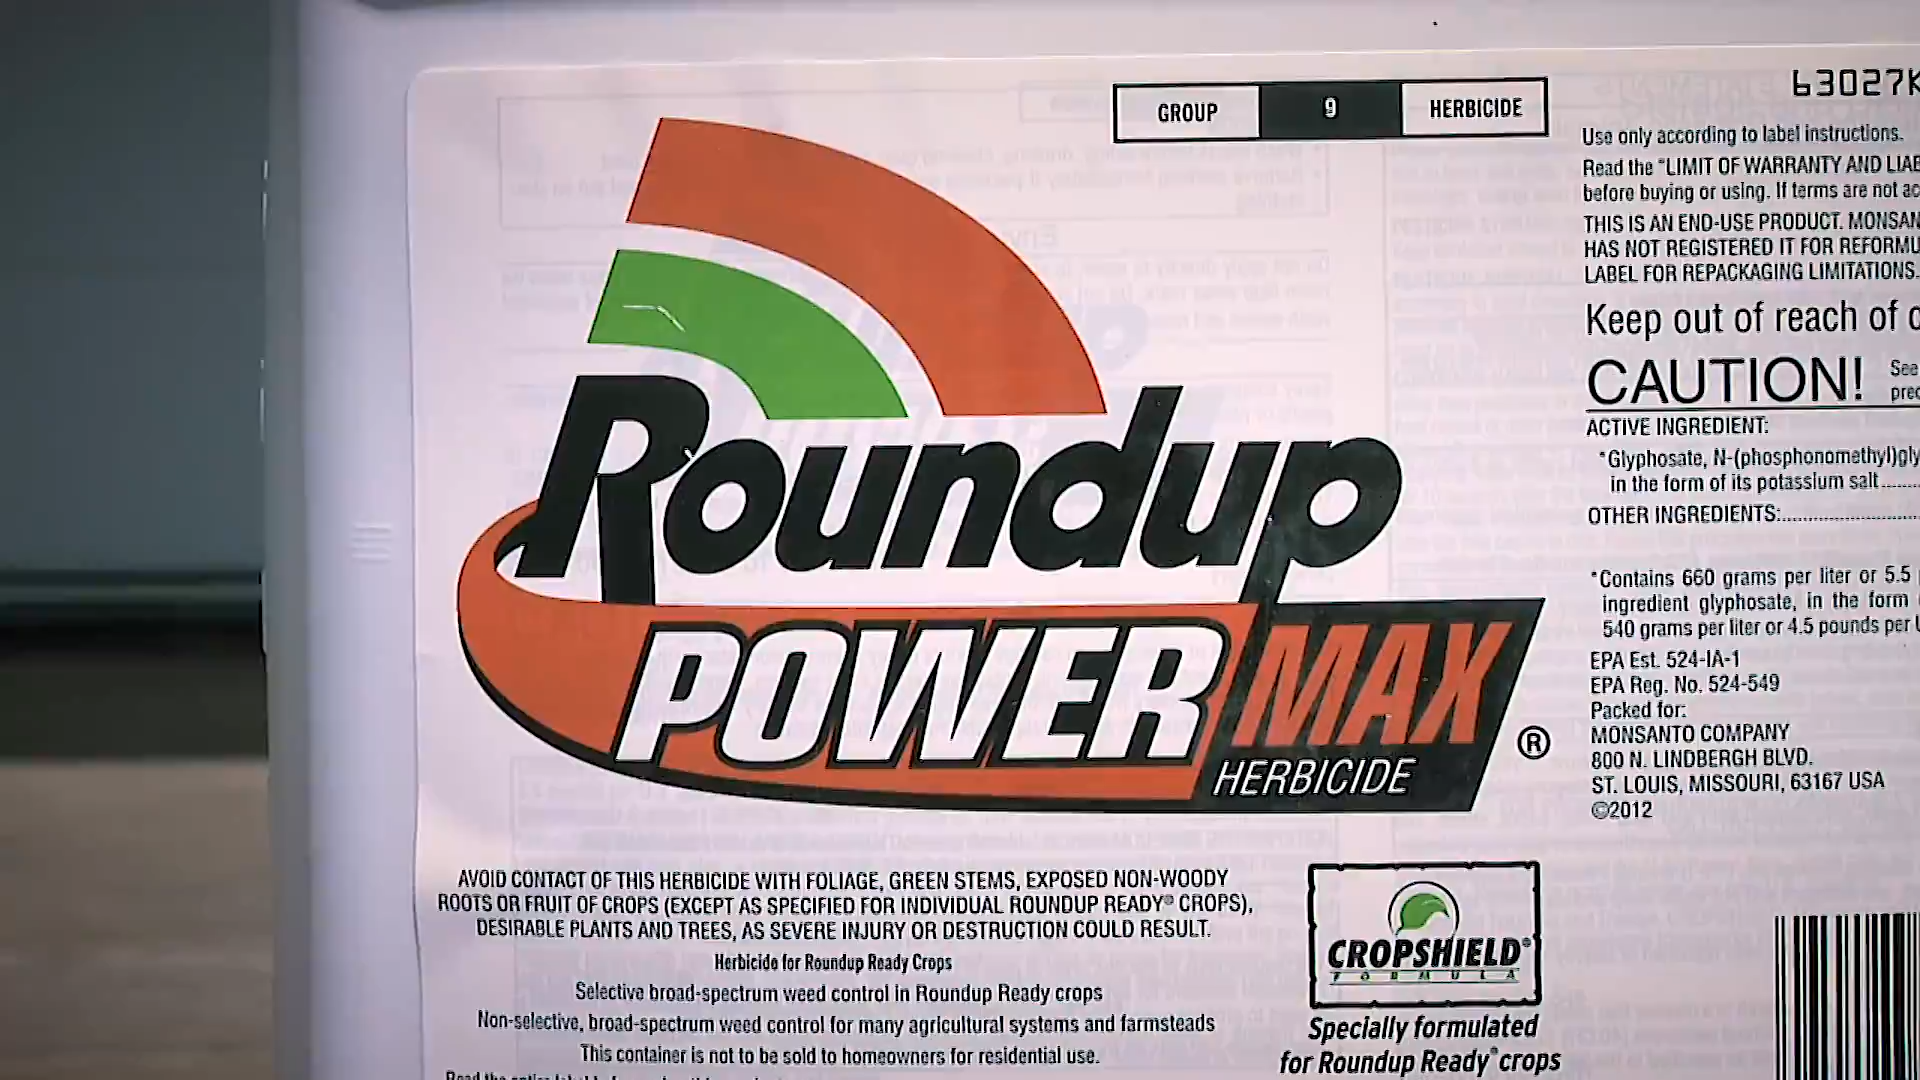 GROUP 9 HERBICIDE
Roundup
POWERMAX
HERBICIDE
®
AVOID CONTACT OF THIS HERBICIDE WITH FOLIAGE, GREEN STEMS, EXPOSED NON-WOODY
ROOTS OR FRUIT OF CROPS (EXCEPT AS SPECIFIED FOR INDIVIDUAL ROUNDUP READY® CROPS),
DESIRABLE PLANTS AND TREES, AS SEVERE INJURY OR DESTRUCTION COULD RESULT.
Herbicide for Roundup Ready Crops
Selective broad-spectrum weed control in Roundup Ready crops
Non-selective, broad-spectrum weed control for many agricultural systems and farmsteads
This container is not to be sold to homeowners for residential use.
CROPSHIELD®
FORMULA
Specially formulated
for Roundup Ready® crops
63027K
Use only according to label instructions.
Read the "LIMIT OF WARRANTY AND LIAB
before buying or using. If terms are not ac
THIS IS AN END-USE PRODUCT. MONSAN
HAS NOT REGISTERED IT FOR REFORMU
LABEL FOR REPACKAGING LIMITATIONS.
Keep out of reach of c
CAUTION! See
prec
ACTIVE INGREDIENT:
*Glyphosate, N-(phosphonomethyl)gly
in the form of its potassium salt........
OTHER INGREDIENTS:....................
*Contains 660 grams per liter or 5.5
ingredient glyphosate, in the form
540 grams per liter or 4.5 pounds per
EPA Est. 524-IA-1
EPA Reg. No. 524-549
Packed for:
MONSANTO COMPANY
800 N. LINDBERGH BLVD.
ST. LOUIS, MISSOURI, 63167 USA
©2012